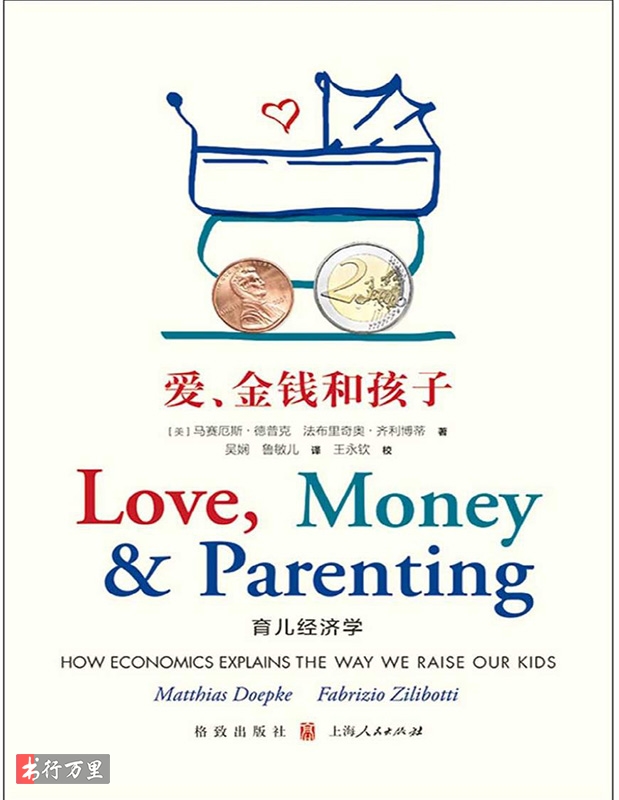 爱、金钱和孩子
[美]马赛厄斯·德普克 法布里奇奥·齐利博蒂 著
吴娴 鲁敏儿 译 王永钦 校
Love, Money
& Parenting
育儿经济学
HOW ECONOMICS EXPLAINS THE WAY WE RAISE OUR KIDS
Matthias Doepke Fabrizio Zilibotti
格致出版社 上海人民出版社
书行万里